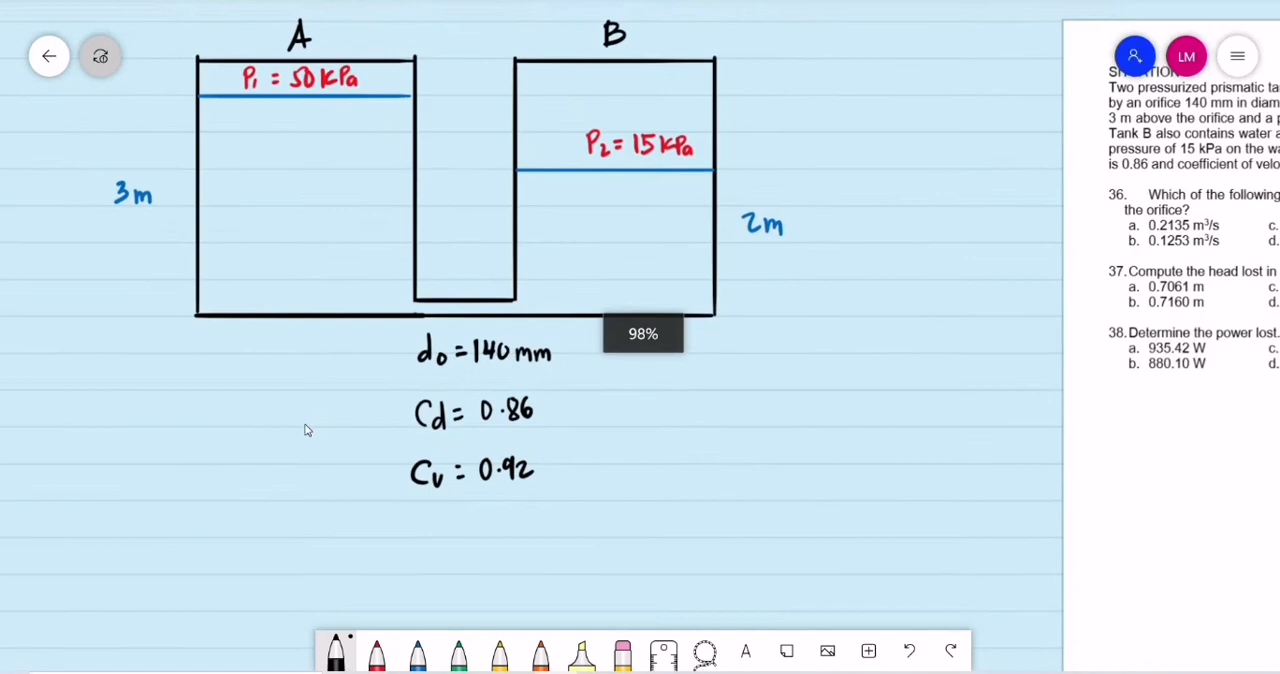 A
B
P₁ = 50 KPa
P₂ = 15 KPa
3m
2m
98%
d₀ = 140 mm
Cd = 0.86
Cv = 0.92
LM
Two pressurized prismatic
by an orifice 140 mm in
3 m above the orifice and a
Tank B also contains water
pressure of 15 kPa on the
is 0.86 and coefficient of
36. Which of the following
the orifice?
a. 0.2135 m³/s c.
b. 0.1253 m³/s d.
37. Compute the head lost in
a. 0.7061 m c.
b. 0.7160 m d.
38. Determine the power lost.
a. 935.42 W c.
b. 880.10 W d.
A